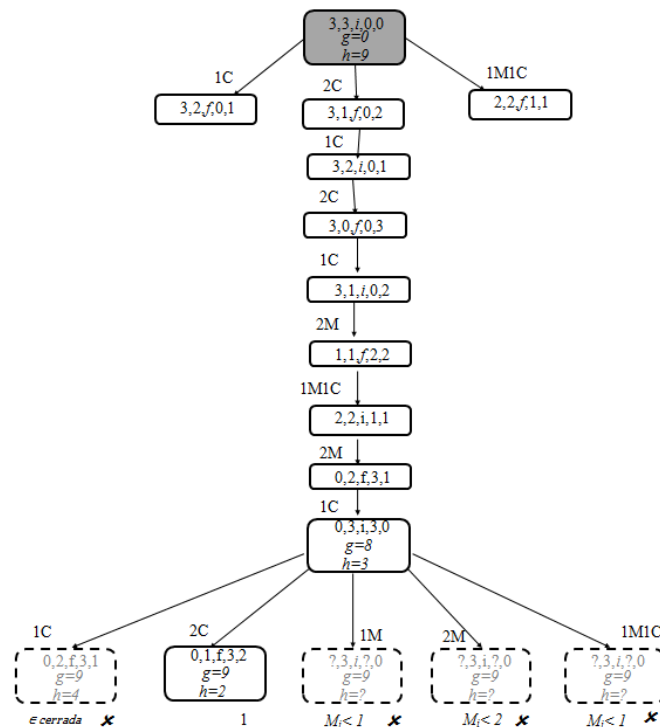 3,3,i,0,0
g=0
h=9
1C
2C
1M1C
3,2,f,0,1
3,1,f,0,2
2,2,f,1,1
1C
3,2,i,0,1
2C
3,0,f,0,3
1C
3,1,i,0,2
2M
1,1,f,2,2
1M1C
2,2,i,1,1
2M
0,2,f,3,1
1C
0,3,i,3,0
g=8
h=3
1C
2C
1M
2M
1M1C
0,2,f,3,1
g=9
h=4
0,1,f,3,2
g=9
h=2
?,3,i,?,0
g=9
h=?
?,3,i,?,0
g=9
h=?
?,3,i,?,0
g=9
h=?
∈ cerrada ✘
1
Mi< 1 ✘
Mi< 2 ✘
Mi< 1 ✘